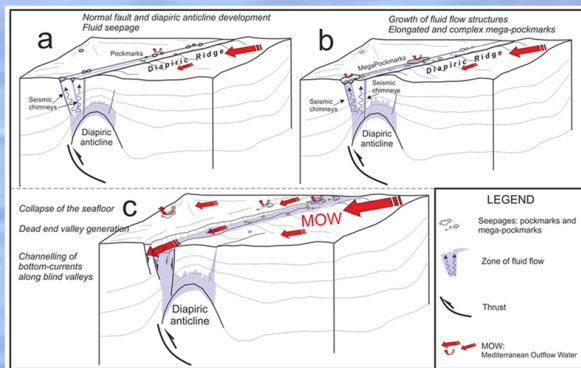 Normal fault and diapiric anticline development
Fluid seepage
a
Pockmarks
Diapiric Ridge
Seismic
chimneys
Diapiric
anticline
Growth of fluid flow structures
Elongated and complex mega-pockmarks
b
MegaPockmarks
Diapiric Ridge
Seismic
chimneys
Seismic
chimneys
Diapiric
anticline
c
Collapse of the seafloor
Dead end valley generation
Channelling of
bottom-currents
along blind valleys
MOW
Diapiric
anticline
LEGEND
Seepages: pockmarks and
mega-pockmarks
Zone of fluid flow
Thrust
MOW:
Mediterranean Outflow Water